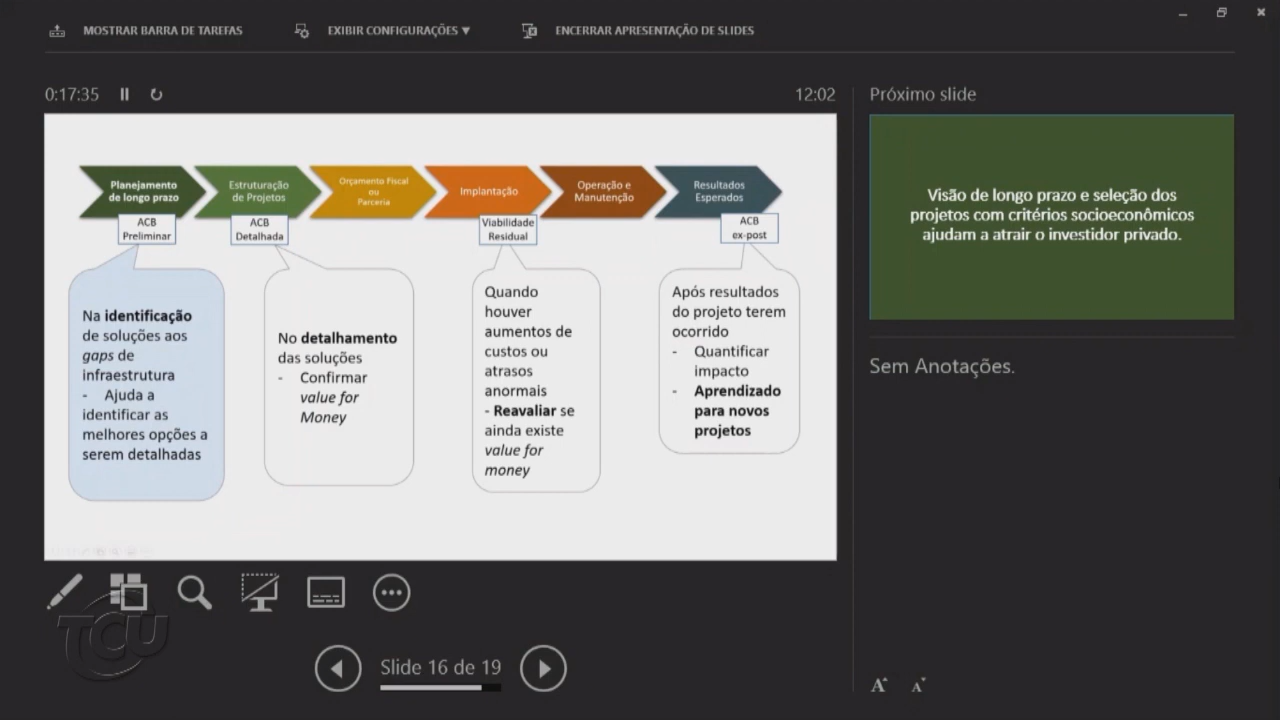 MOSTRAR BARRA DE TAREFAS
EXIBIR CONFIGURAÇÕES ▼
ENCERRAR APRESENTAÇÃO DE SLIDES
0:17:35
12:02
Planejamento
de longo prazo
Estruturação
de Projetos
Orçamento Fiscal
ou
Parceria
Implantação
Operação e
Manutenção
Resultados
Esperados
ACB
Preliminar
ACB
Detalhada
Viabilidade
Residual
ACB
ex-post
Na identificação
de soluções aos
gaps de
infraestrutura
- Ajuda a
identificar as
melhores opções a
serem detalhadas
No detalhamento
das soluções
- Confirmar
value for
Money
Quando
houver
aumentos de
custos ou
atrasos
anormais
- Reavaliar se
ainda existe
value for
money
Após resultados
do projeto terem
ocorrido
- Quantificar
impacto
- Aprendizado
para novos
projetos
Próximo slide
Visão de longo prazo e seleção dos
projetos com critérios socioeconômicos
ajudam a atrair o investidor privado.
Sem Anotações.
TCU
Slide 16 de 19
A A